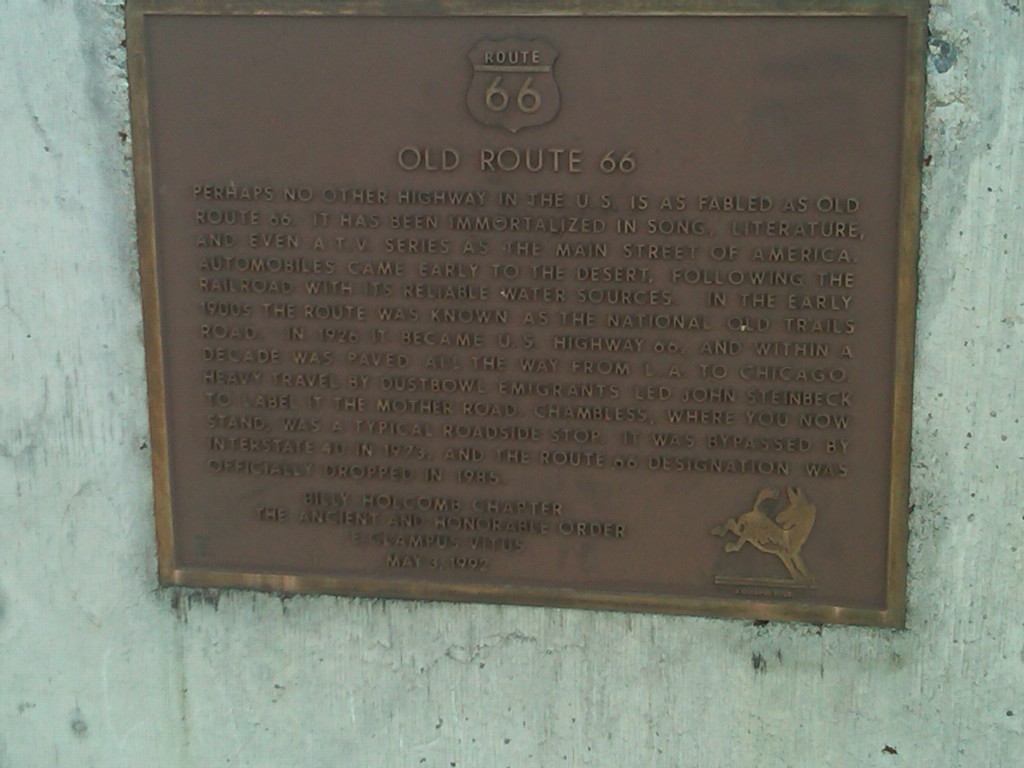 ROUTE
66
OLD ROUTE 66
PERHAPS NO OTHER HIGHWAY IN THE U.S. IS AS FABLED AS OLD
ROUTE 66. IT HAS BEEN IMMORTALIZED IN SONG, LITERATURE,
AND EVEN A T.V. SERIES AS THE MAIN STREET OF AMERICA.
AUTOMOBILES CAME EARLY TO THE DESERT, FOLLOWING THE
RAILROAD WITH ITS RELIABLE WATER SOURCES. IN THE EARLY
1900S THE ROUTE WAS KNOWN AS THE NATIONAL OLD TRAILS
ROAD. IN 1926 IT BECAME U.S. HIGHWAY 66, AND WITHIN A
DECADE WAS PAVED ALL THE WAY FROM L.A. TO CHICAGO.
HEAVY TRAVEL BY DUSTBOWL EMIGRANTS LED JOHN STEINBECK
TO LABEL IT THE MOTHER ROAD. CHAMBLESS, WHERE YOU NOW
STAND, WAS A TYPICAL ROADSIDE STOP. IT WAS BYPASSED BY
INTERSTATE 40 IN 1973, AND THE ROUTE 66 DESIGNATION WAS
OFFICIALLY DROPPED IN 1985.
BILLY HOLCOMB CHAPTER
THE ANCIENT AND HONORABLE ORDER
E CLAMPUS VITUS
MAY 3, 1992